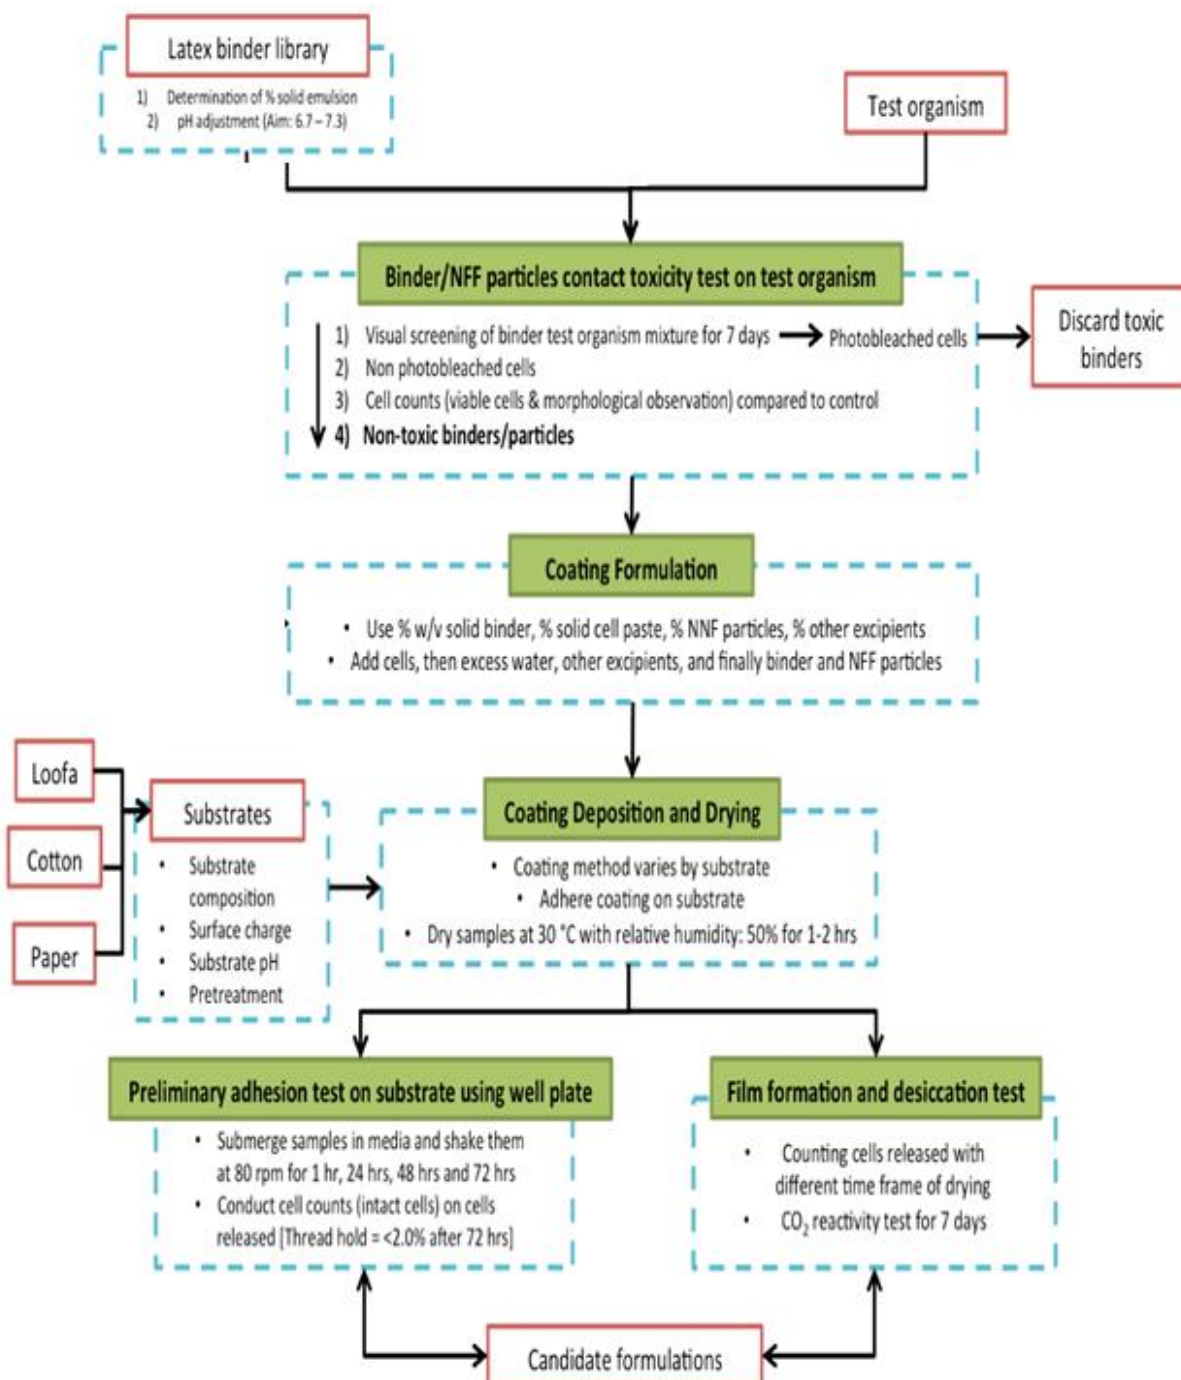 Latex binder library
1) Determination of % solid emulsion
2) pH adjustment (Aim: 6.7 – 7.3)
Test organism
Binder/NFF particles contact toxicity test on test organism
1) Visual screening of binder test organism mixture for 7 days
Photobleached cells
2) Non photobleached cells
3) Cell counts (viable cells & morphological observation) compared to control
4) Non-toxic binders/particles
Discard toxic
binders
Coating Formulation
• Use % w/v solid binder, % solid cell paste, % NNF particles, % other excipients
• Add cells, then excess water, other excipients, and finally binder and NFF particles
Loofa
Cotton
Paper
Substrates
• Substrate
composition
• Surface charge
• Substrate pH
• Pretreatment
Coating Deposition and Drying
• Coating method varies by substrate
• Adhere coating on substrate
• Dry samples at 30 °C with relative humidity: 50% for 1-2 hrs
Preliminary adhesion test on substrate using well plate
• Submerge samples in media and shake them
at 80 rpm for 1 hr, 24 hrs, 48 hrs and 72 hrs
• Conduct cell counts (intact cells) on cells
released [Thread hold = <2.0% after 72 hrs]
Film formation and desiccation test
• Counting cells released with
different time frame of drying
• CO₂ reactivity test for 7 days
Candidate formulations